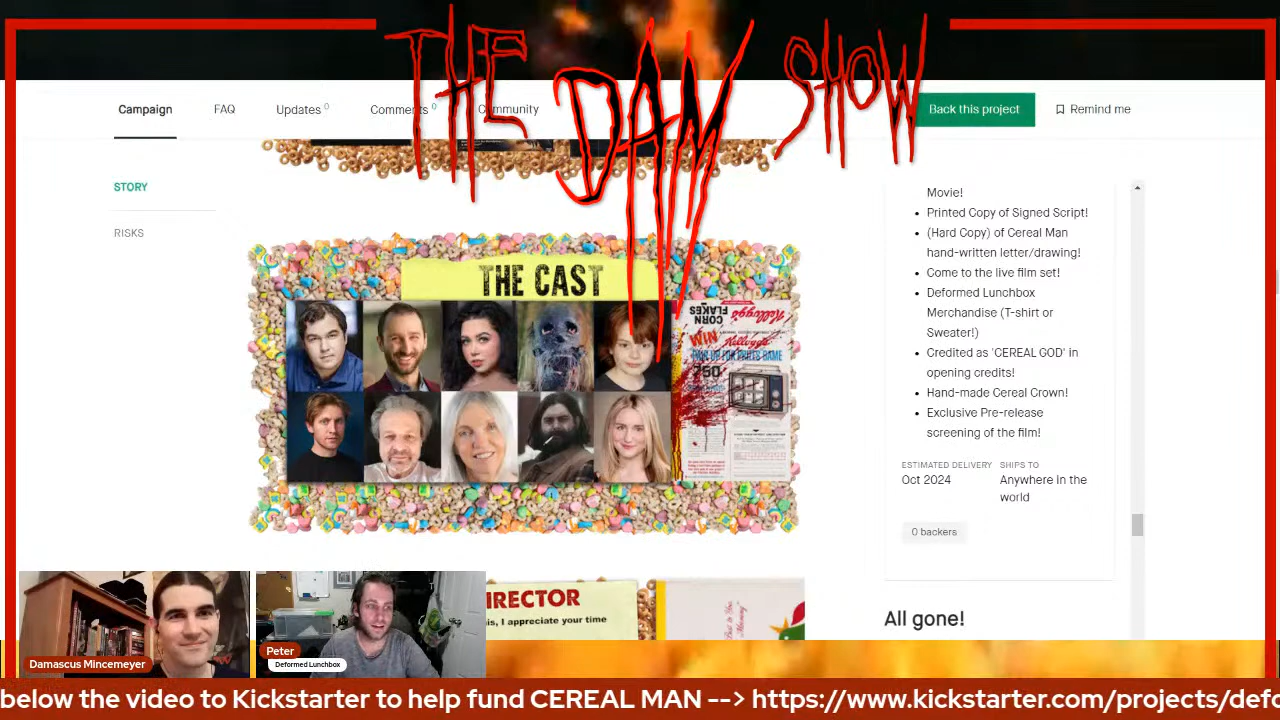 THE DAM SHOW
Campaign
FAQ
Updates 0
Comments 0
Community
Back this project
Remind me
STORY
RISKS
THE CAST
CORN
FLAKES
Kellogg's
WIN
Kellogg's
750
Movie!
Printed Copy of Signed Script!
(Hard Copy) of Cereal Man
hand-written letter/drawing!
Come to the live film set!
Deformed Lunchbox
Merchandise (T-shirt or
Sweater!)
Credited as 'CEREAL GOD' in
opening credits!
Hand-made Cereal Crown!
Exclusive Pre-release
screening of the film!
ESTIMATED DELIVERY
Oct 2024
SHIPS TO
Anywhere in the
world
0 backers
All gone!
IRECTOR
his, I appreciate your time
Damascus Mincemeyer
Peter
Deformed Lunchbox
below the video to Kickstarter to help fund CEREAL MAN --> https://www.kickstarter.com/projects/defo